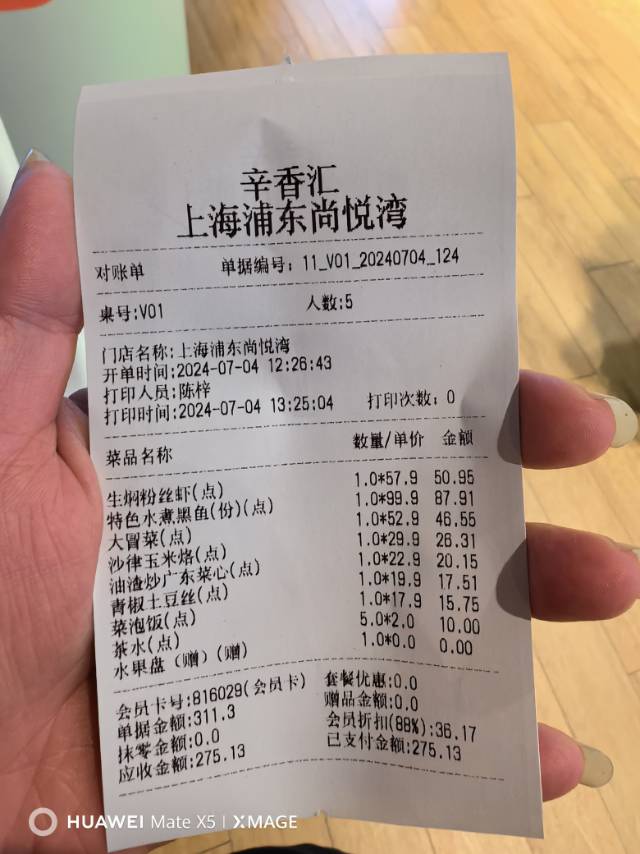 辛香汇
上海浦东尚悦湾
对账单 单据编号：11_V01_20240704_124
桌号:V01 人数:5
门店名称:上海浦东尚悦湾
开单时间:2024-07-04 12:26:43
打印人员:陈梓
打印时间:2024-07-04 13:25:04 打印次数：0
菜品名称 数量/单价 金额
生焖粉丝虾(点) 1.0*57.9 50.95
特色水煮黑鱼(份)(点) 1.0*99.9 87.91
大冒菜(点) 1.0*52.9 46.55
沙律玉米烙(点) 1.0*29.9 26.31
油渣炒广东菜心(点) 1.0*22.9 20.15
青椒土豆丝(点) 1.0*19.9 17.51
菜泡饭(点) 1.0*17.9 15.75
茶水(点) 5.0*2.0 10.00
水果盘（赠）(赠) 1.0*0.0 0.00
会员卡号:816029(会员卡) 套餐优惠:0.0
单据金额:311.3 赠品金额:0.0
抹零金额:0.0 会员折扣(88%):36.17
应收金额:275.13 已支付金额:275.13
HUAWEI Mate X5 | XMAGE